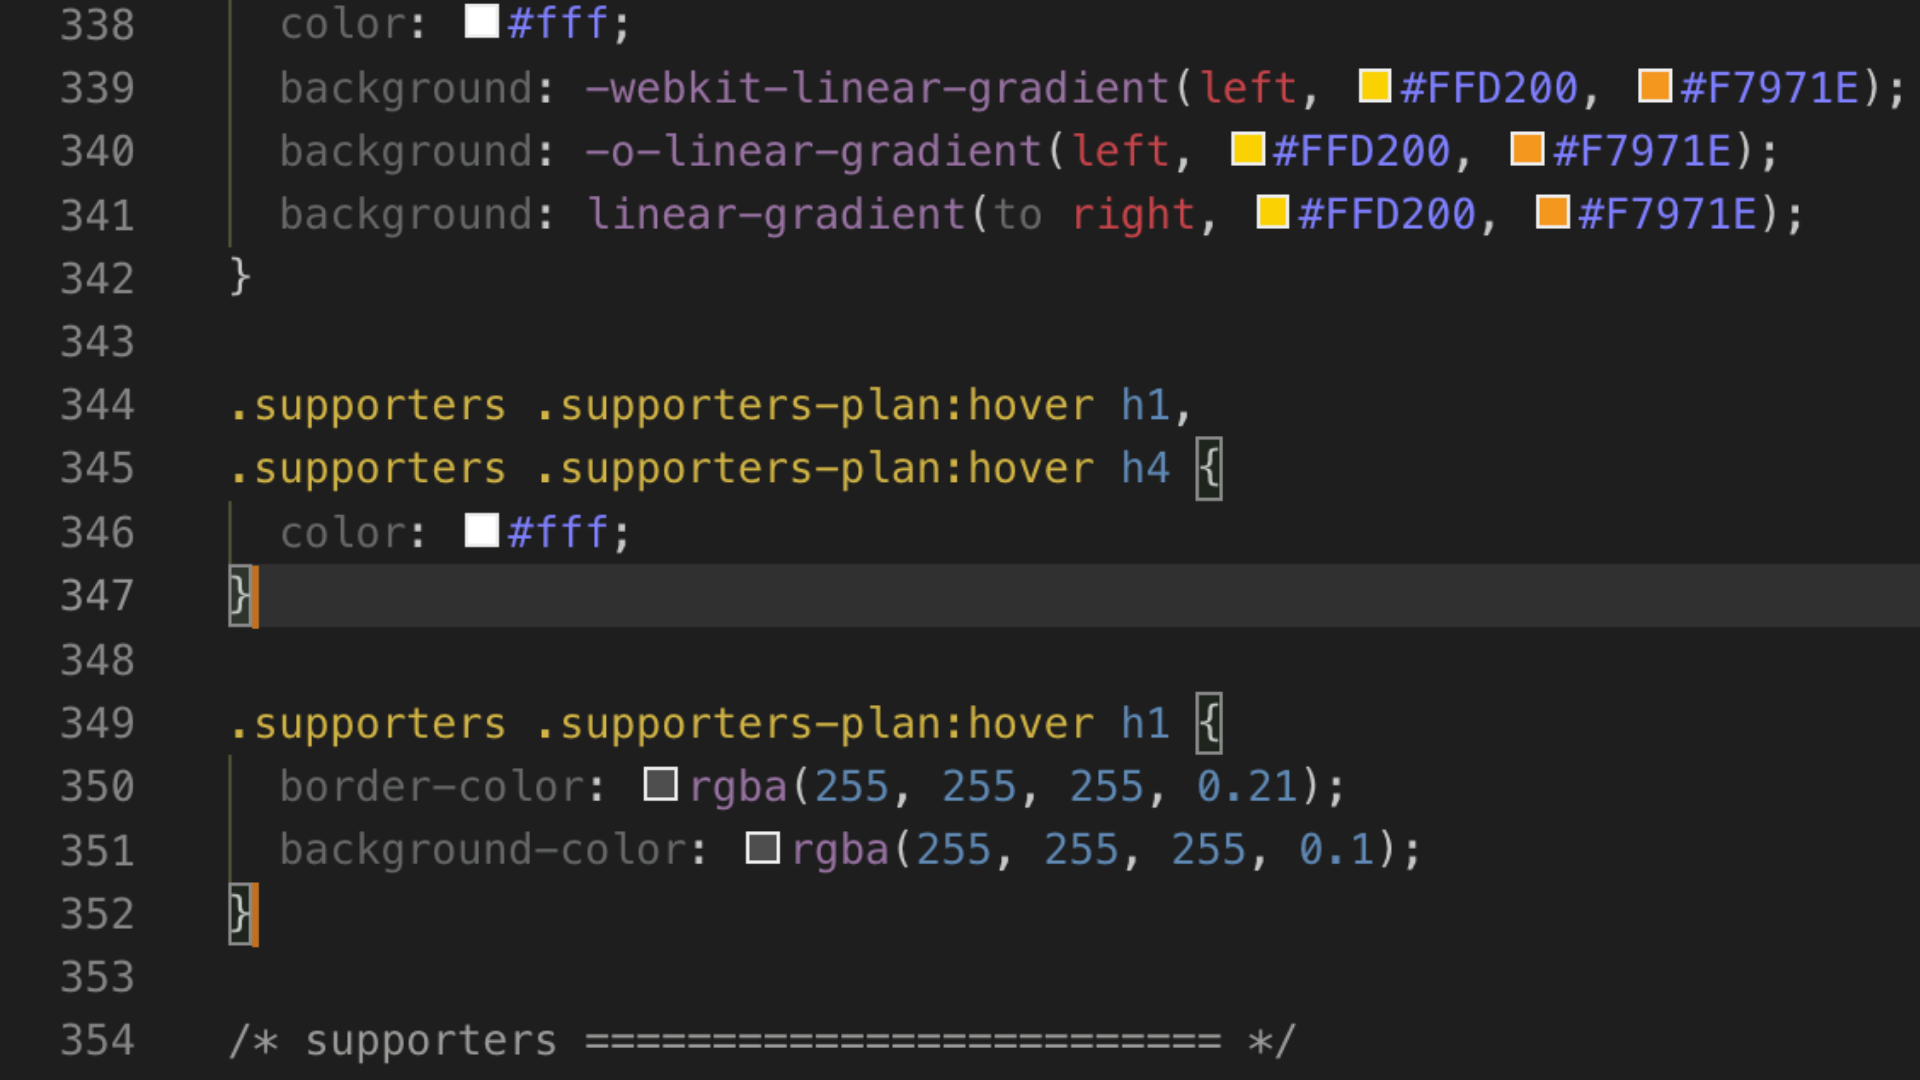 338 color: #fff;
339 background: -webkit-linear-gradient(left, #FFD200, #F7971E);
340 background: -o-linear-gradient(left, #FFD200, #F7971E);
341 background: linear-gradient(to right, #FFD200, #F7971E);
342 }
343
344 .supporters .supporters-plan:hover h1,
345 .supporters .supporters-plan:hover h4 {
346 color: #fff;
347 }
348
349 .supporters .supporters-plan:hover h1 {
350 border-color: rgba(255, 255, 255, 0.21);
351 background-color: rgba(255, 255, 255, 0.1);
352 }
353
354 /* supporters ========================= */